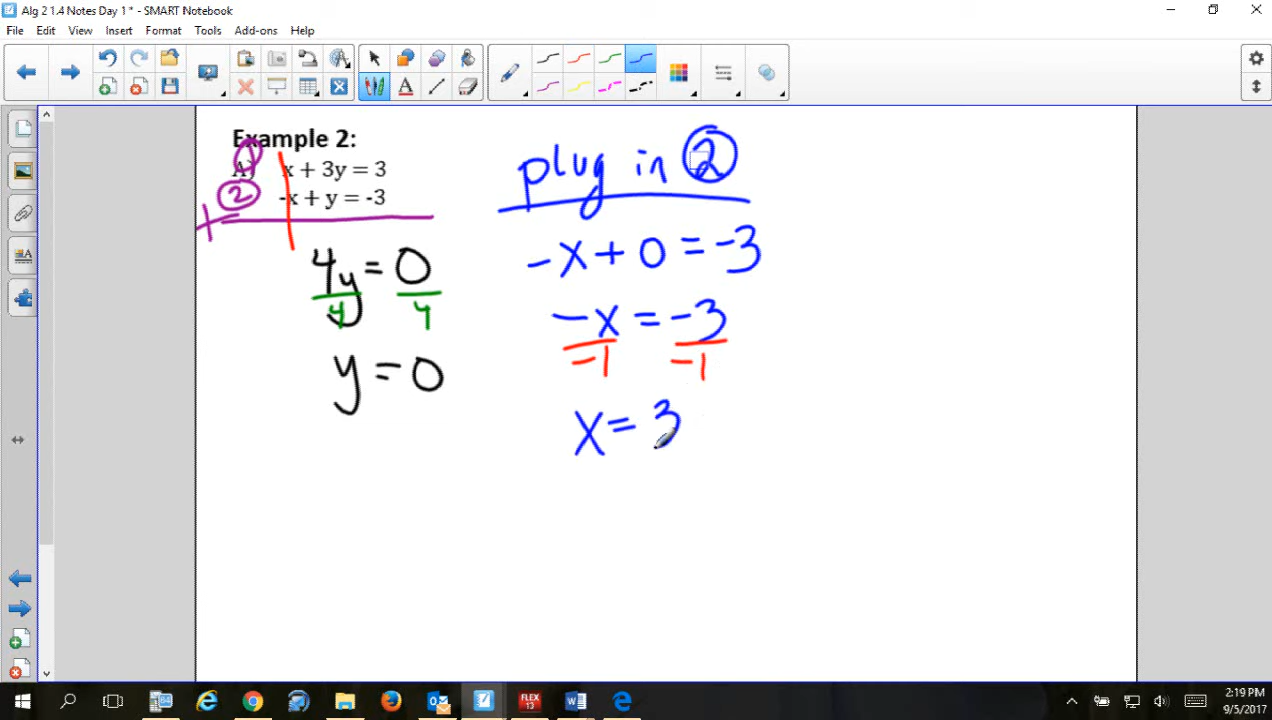 Alg 2 1.4 Notes Day 1 * - SMART Notebook
File Edit View Insert Format Tools Add-ons Help
Example 2:
A) x + 3y = 3
-x + y = -3
1
2
+
4y = 0
4 4
y = 0
plug in 2
-x + 0 = -3
-x = -3
-1 -1
x = 3
FLEX
13
2:19 PM
9/5/2017